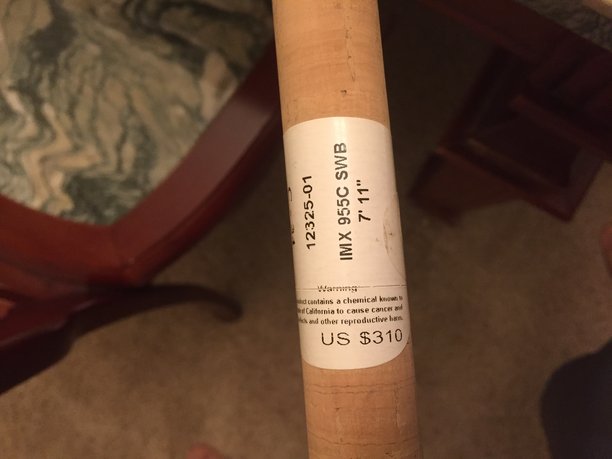 12325-01
IMX 955C SWB
7' 11"
Warning:
contains a chemical known to
of California to cause cancer and
and other reproductive harm.
US $310